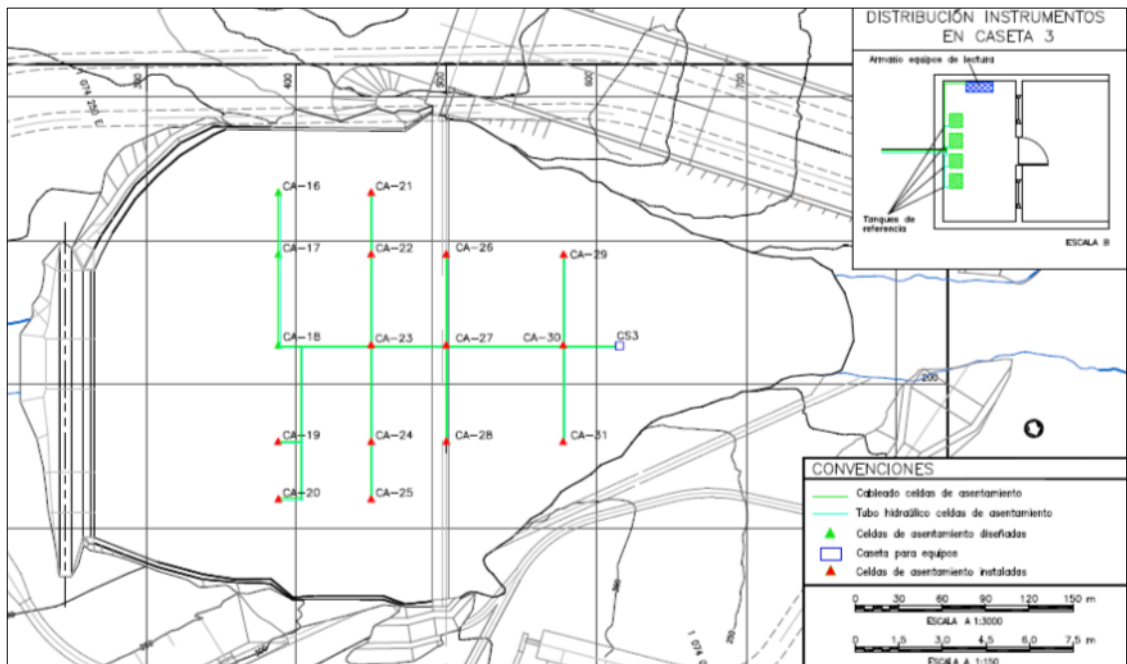 DISTRIBUCIÓN INSTRUMENTOS
EN CASETA 3
Armario equipos de lectura
Tanques de
referencia
ESCALA B
1 074 250 E
400
500
600
700
CA-16
CA-21
CA-17
CA-22
CA-26
CA-29
CA-18
CA-23
CA-27
CA-30
CS3
200
CA-19
CA-24
CA-28
CA-31
CA-20
CA-25
CONVENCIONES
Cableado celdas de asentamiento
Tubo hidraúlico celdas de asentamiento
Celdas de asentamiento diseñadas
Caseta para equipos
Celdas de asentamiento instaladas
0 30 60 90 120 150 m
ESCALA A 1:3000
0 1,5 3,0 4,5 6,0 7,5 m
ESCALA A 1:150